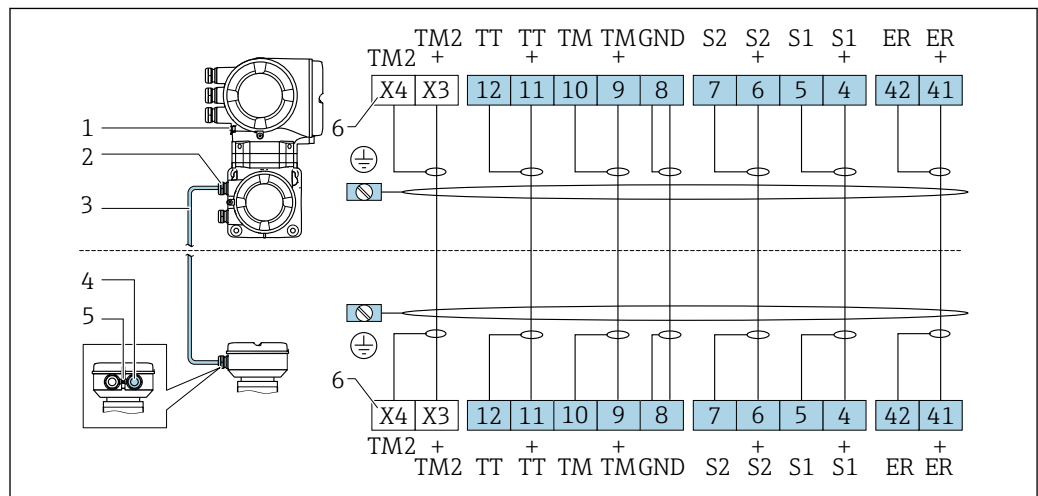 TM2 TT TT TM TM GND S2 S2 S1 S1 ER ER
TM2 + + + + + +
X4 X3 12 11 10 9 8 7 6 5 4 42 41
6
1
2
3
4
5
6
X4 X3 12 11 10 9 8 7 6 5 4 42 41
TM2 + + + + + +
TM2 TT TT TM TM GND S2 S2 S1 S1 ER ER